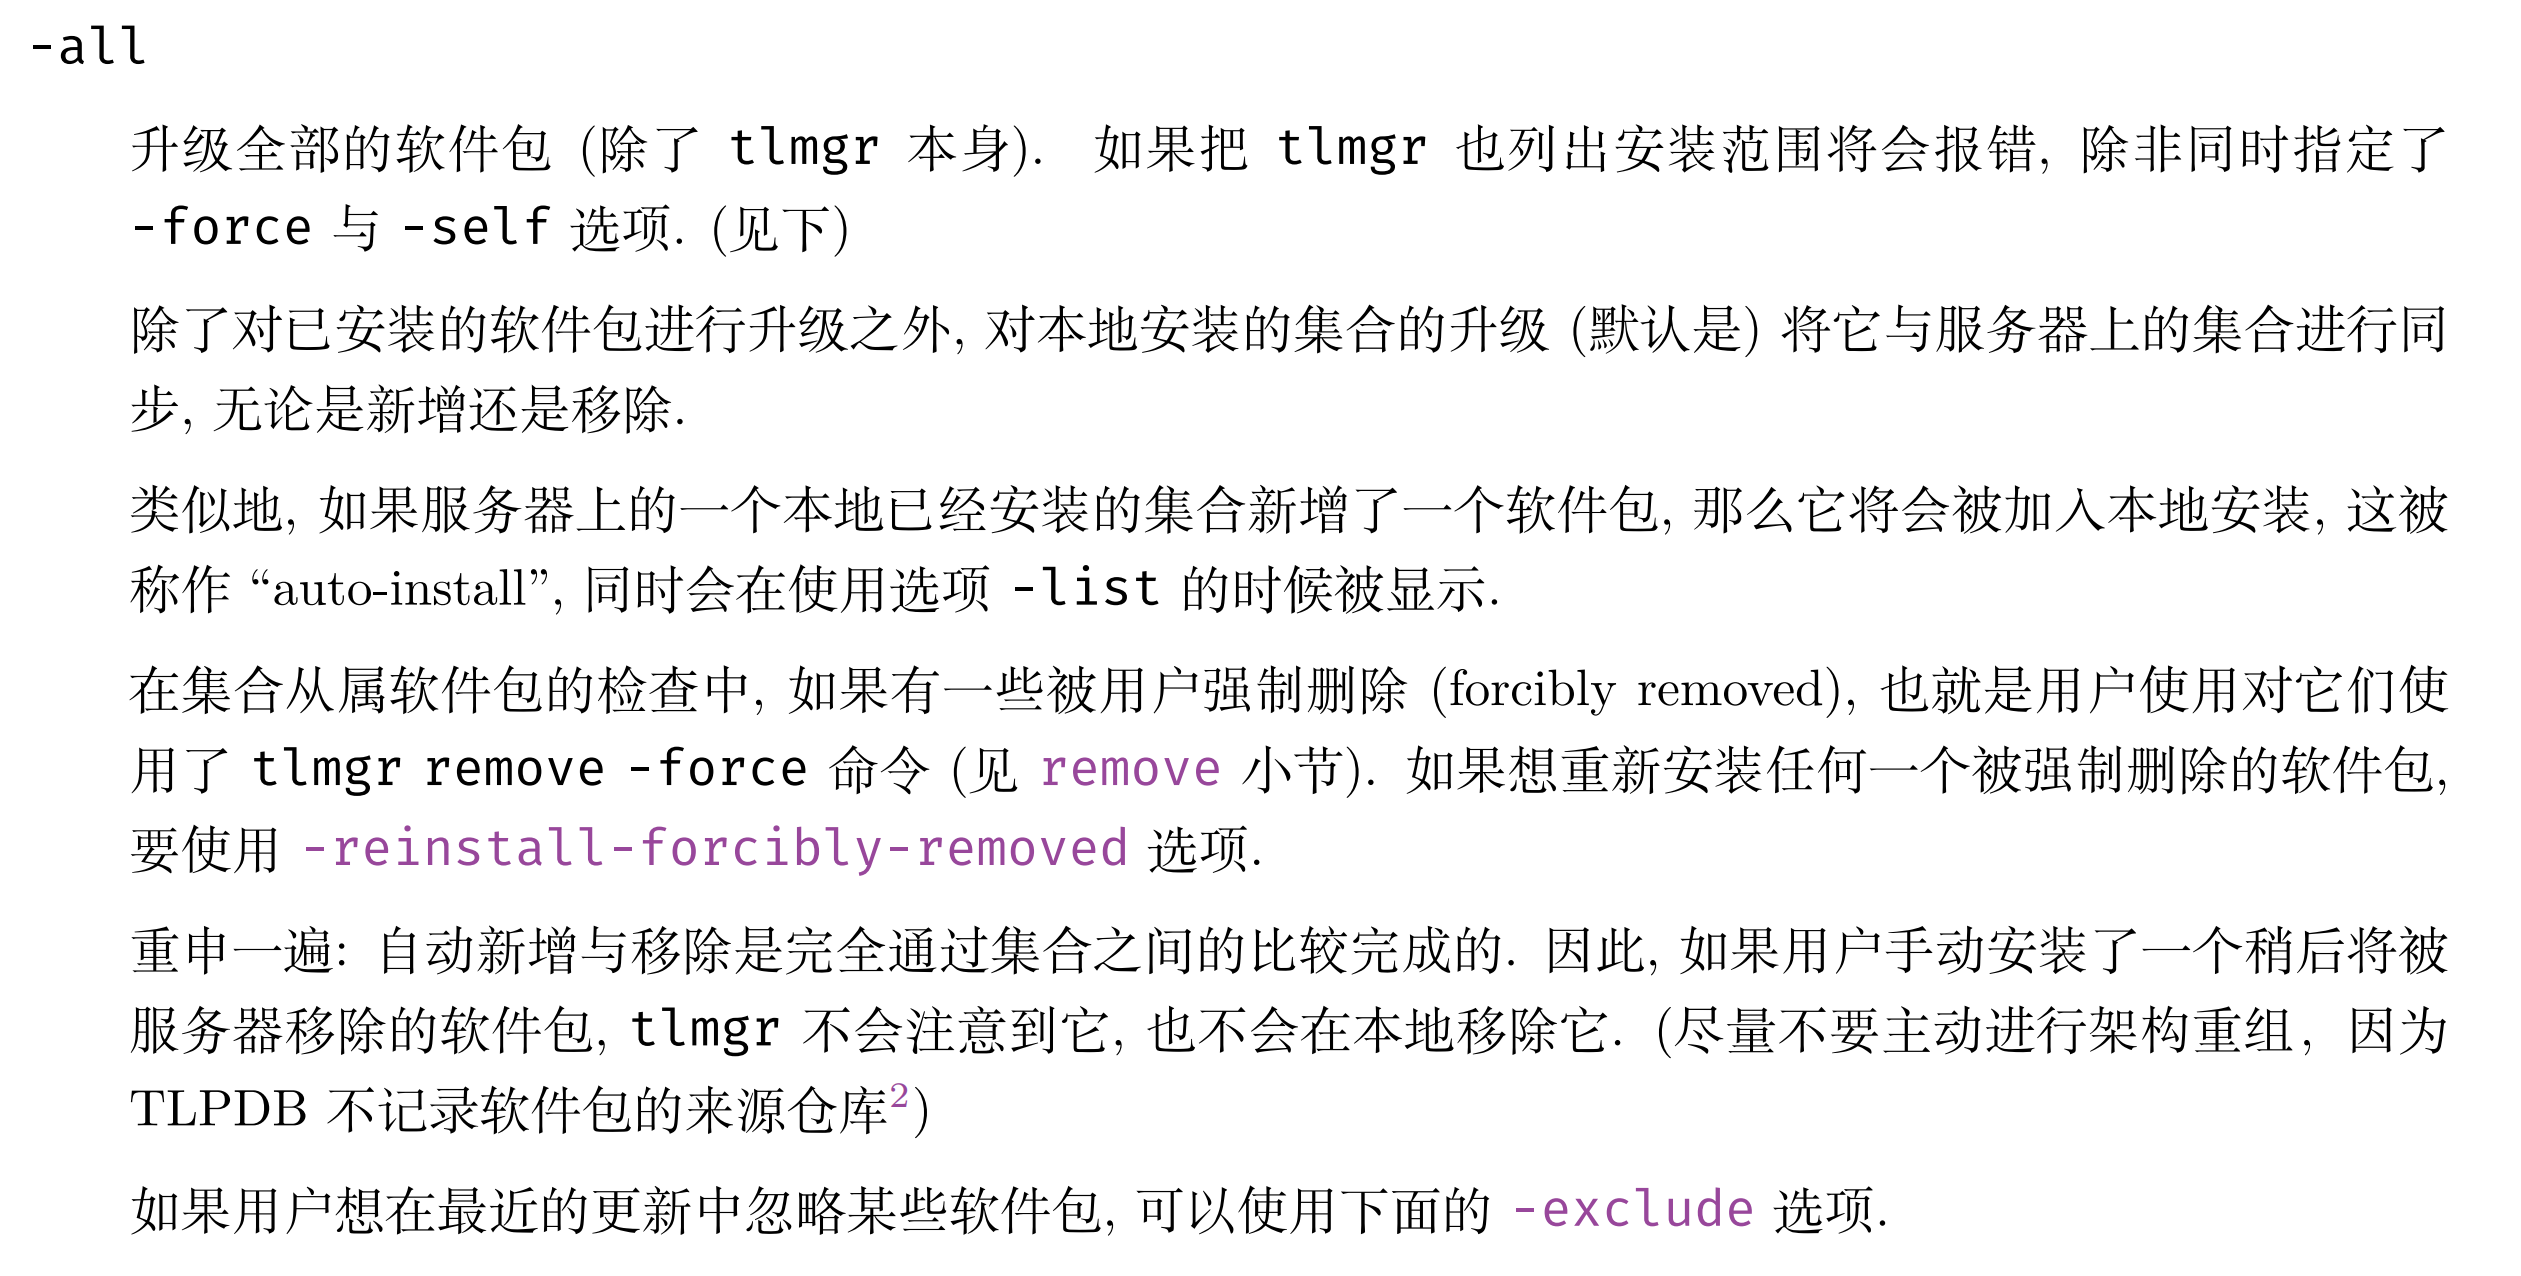 -all
升级全部的软件包 (除了 tlmgr 本身). 如果把 tlmgr 也列出安装范围将会报错, 除非同时指定了
-force 与 -self 选项. (见下)
除了对已安装的软件包进行升级之外, 对本地安装的集合的升级 (默认是) 将它与服务器上的集合进行同
步, 无论是新增还是移除.
类似地, 如果服务器上的一个本地已经安装的集合新增了一个软件包, 那么它将会被加入本地安装, 这被
称作 “auto-install”, 同时会在使用选项 -list 的时候被显示.
在集合从属软件包的检查中, 如果有一些被用户强制删除 (forcibly removed), 也就是用户使用对它们使
用了 tlmgr remove -force 命令 (见 remove 小节). 如果想重新安装任何一个被强制删除的软件包,
要使用 -reinstall-forcibly-removed 选项.
重申一遍: 自动新增与移除是完全通过集合之间的比较完成的. 因此, 如果用户手动安装了一个稍后将被
服务器移除的软件包, tlmgr 不会注意到它, 也不会在本地移除它. (尽量不要主动进行架构重组, 因为
TLPDB 不记录软件包的来源仓库2)
如果用户想在最近的更新中忽略某些软件包, 可以使用下面的 -exclude 选项.